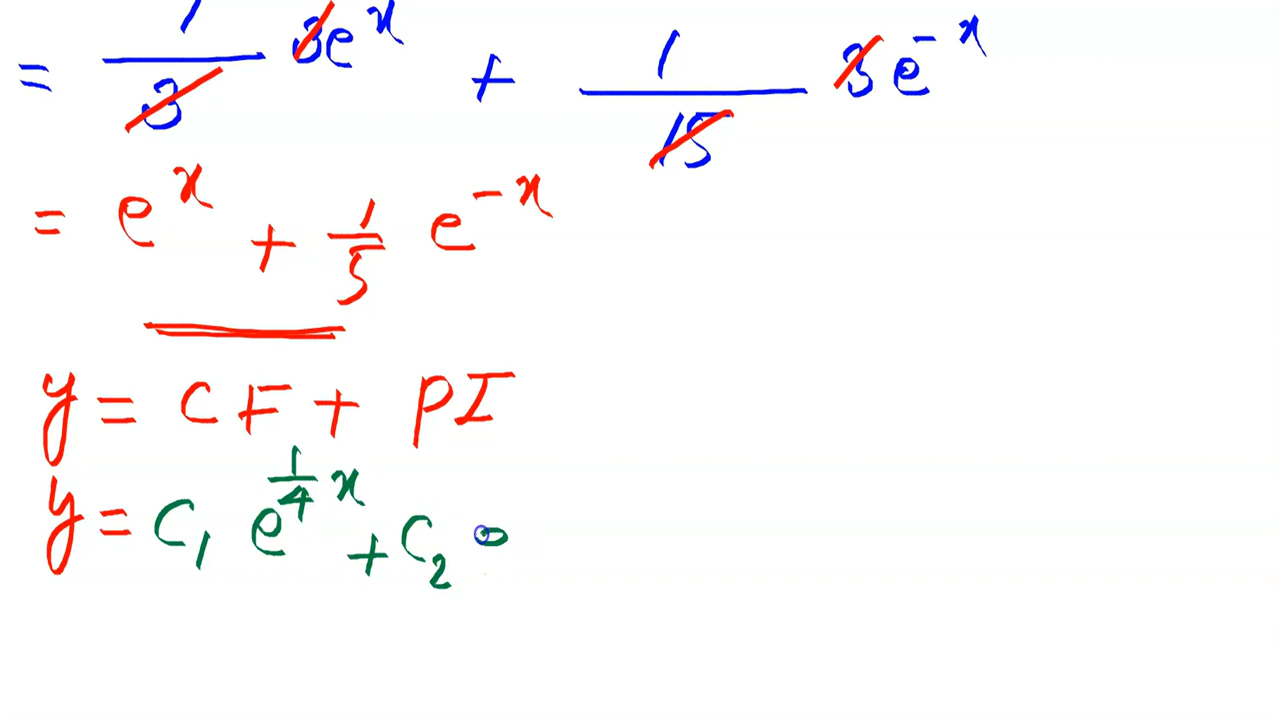 = 1/3 3e^x + 1/15 3e^-x
= e^x + 1/5 e^-x
y = CF + PI
y = C₁ e^1/4 x + C₂